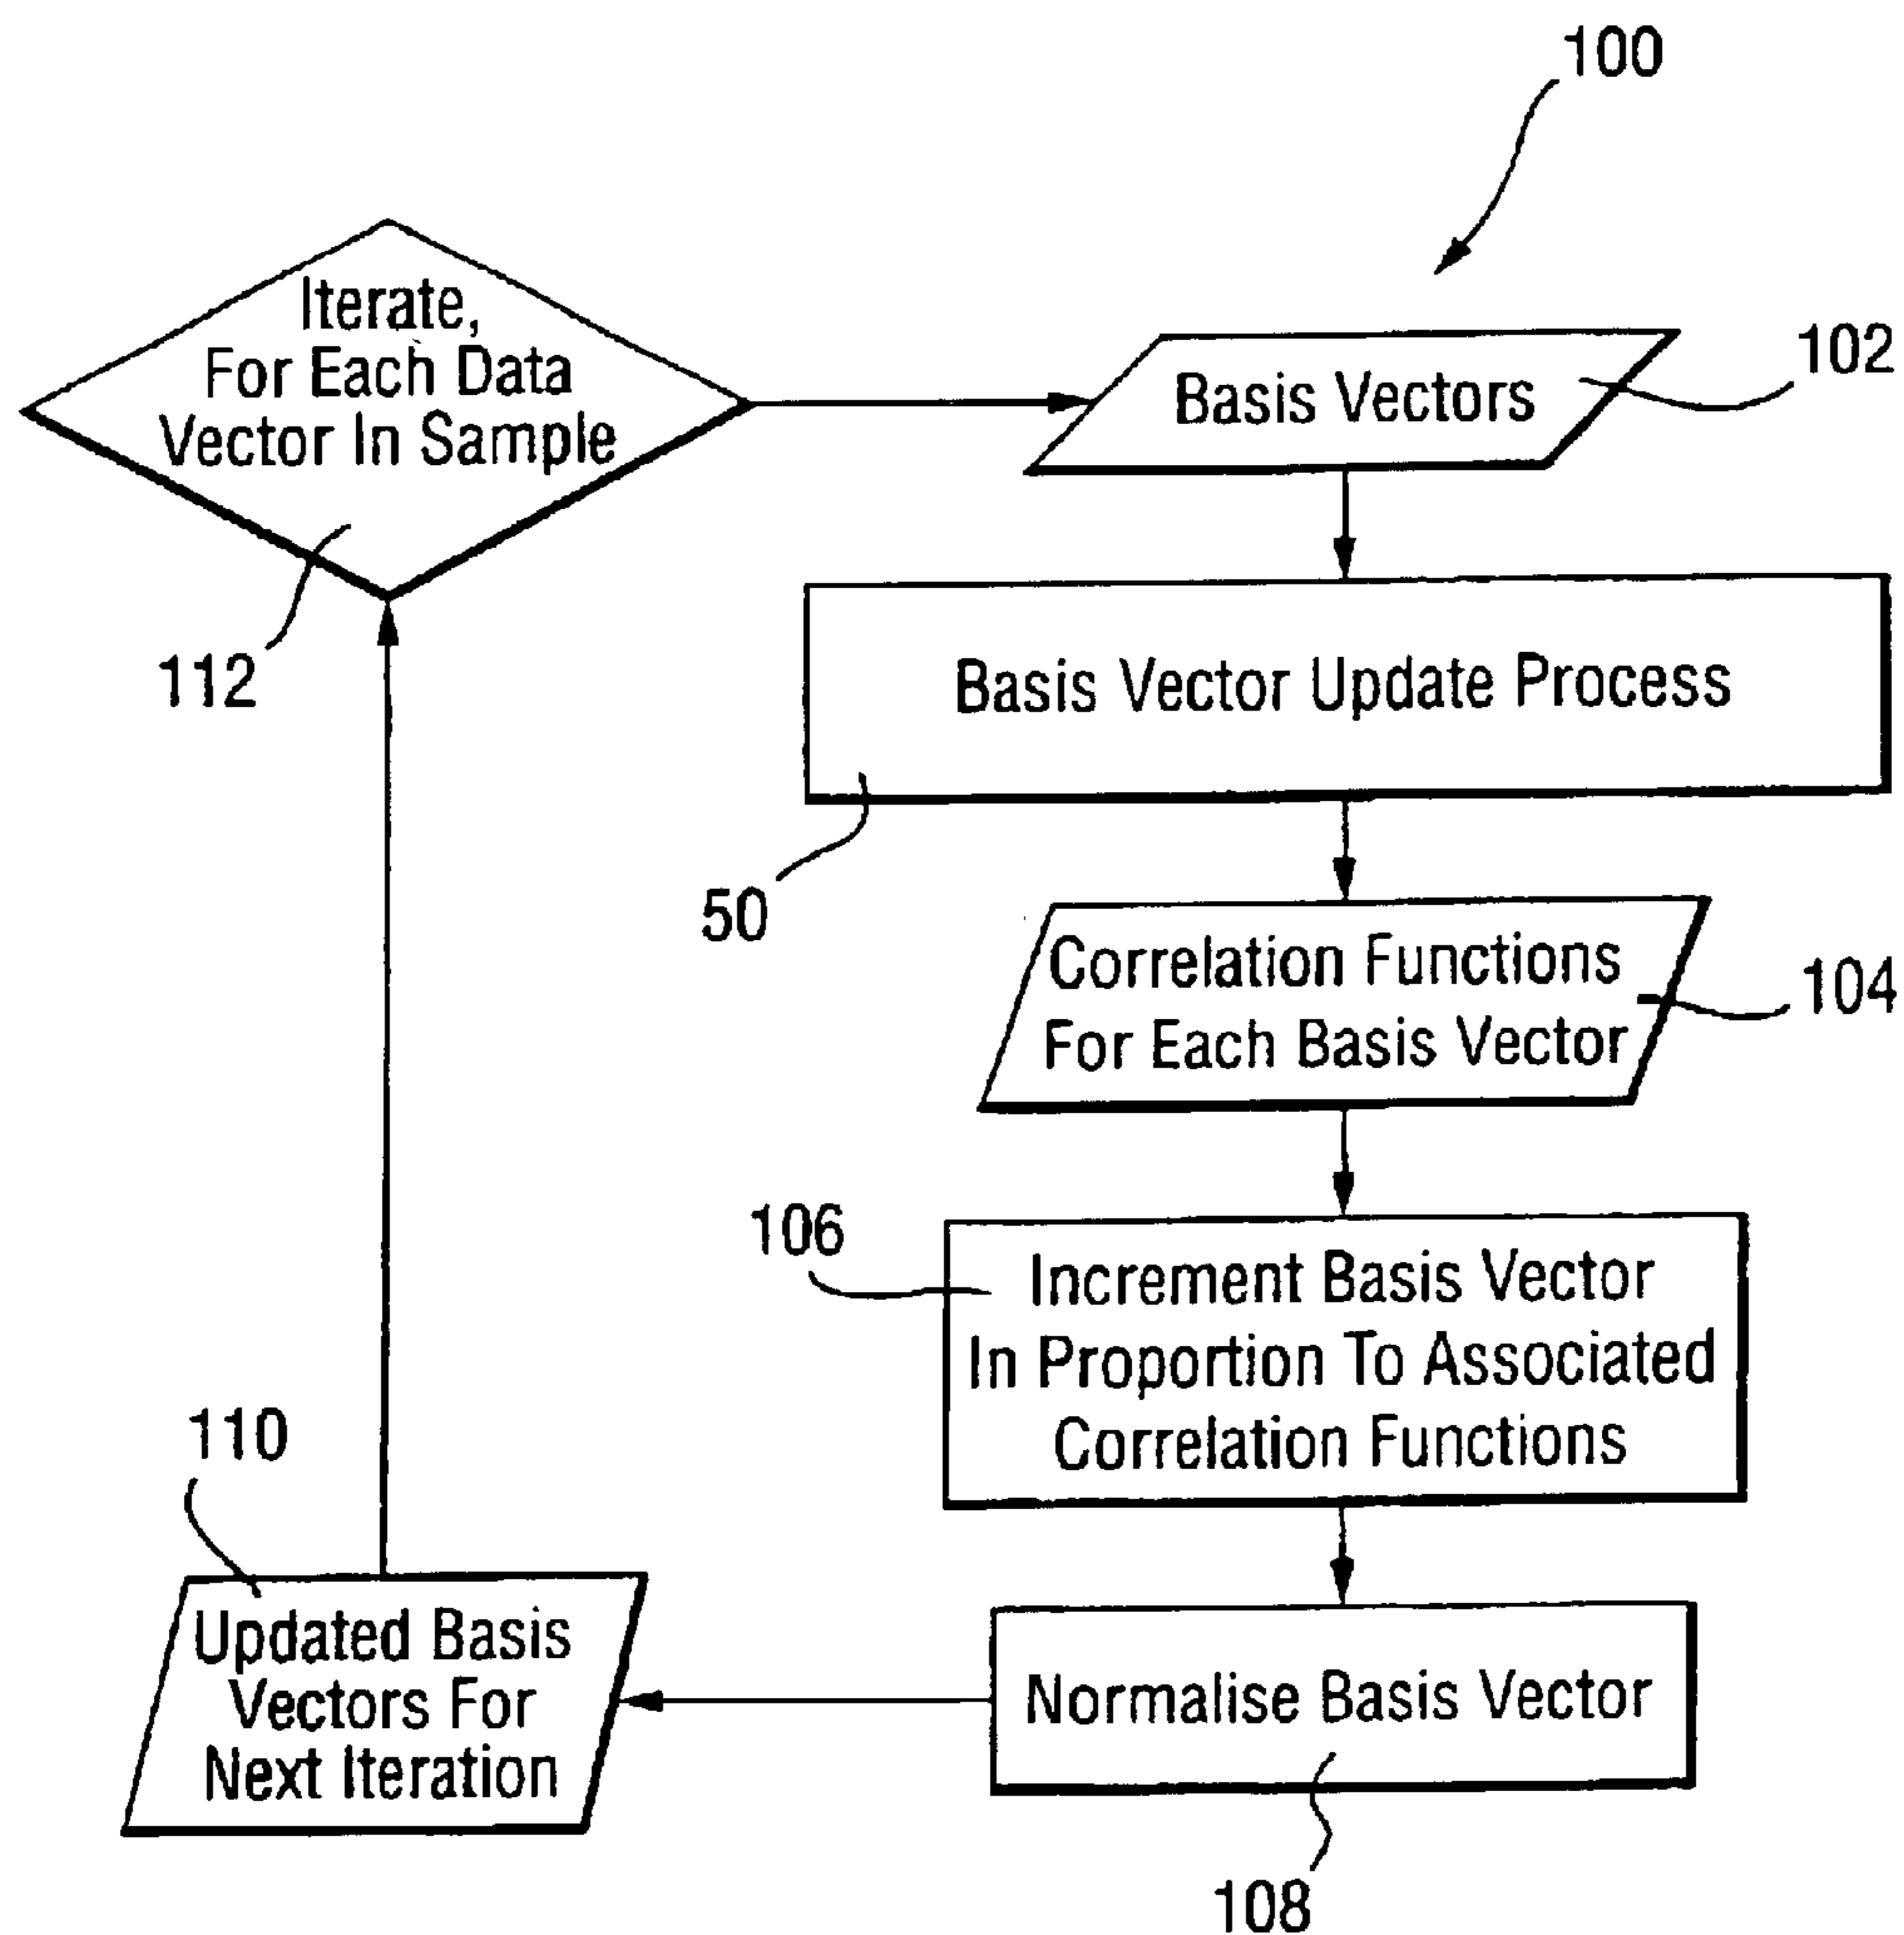 100
Iterate,
For Each Data
Vector In Sample
112
Basis Vectors
102
Basis Vector Update Process
50
Correlation Functions
For Each Basis Vector
104
106
Increment Basis Vector
In Proportion To Associated
Correlation Functions
Normalise Basis Vector
108
110
Updated Basis
Vectors For
Next Iteration